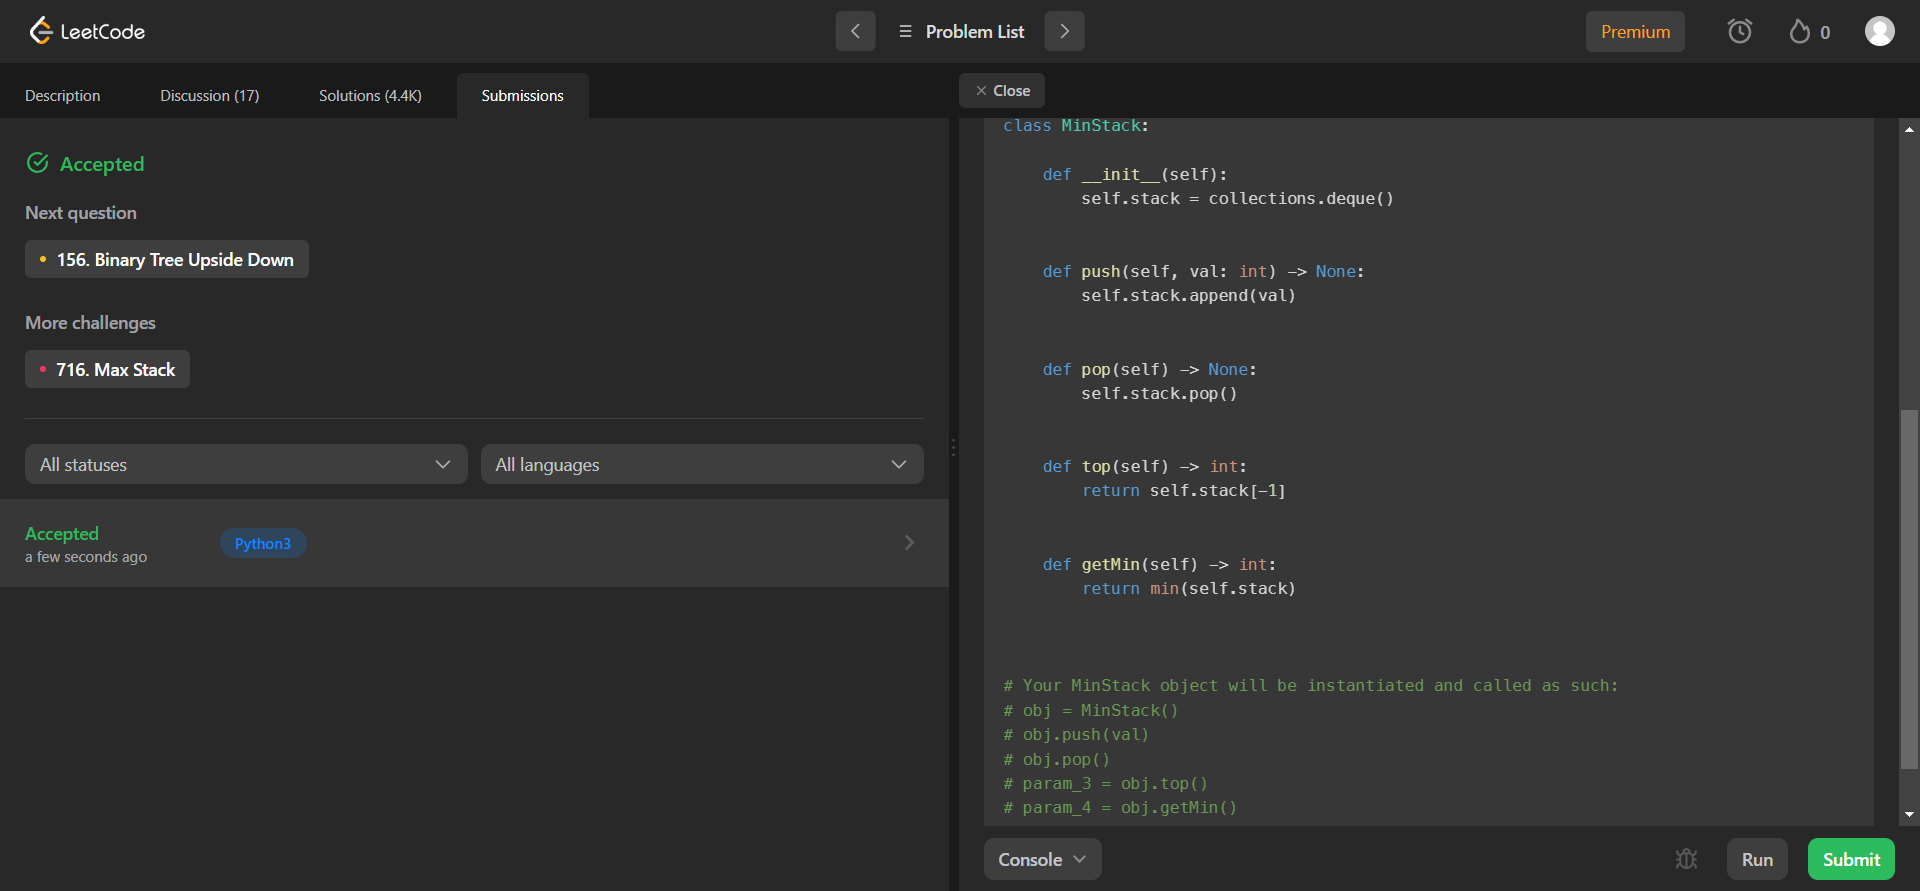 LeetCode
Problem List
Premium
0
Description
Discussion (17)
Solutions (4.4K)
Submissions
Accepted
Next question
156. Binary Tree Upside Down
More challenges
716. Max Stack
All statuses
All languages
Accepted
a few seconds ago
Python3
Close
class MinStack:
def __init__(self):
self.stack = collections.deque()
def push(self, val: int) -> None:
self.stack.append(val)
def pop(self) -> None:
self.stack.pop()
def top(self) -> int:
return self.stack[-1]
def getMin(self) -> int:
return min(self.stack)
# Your MinStack object will be instantiated and called as such:
# obj = MinStack()
# obj.push(val)
# obj.pop()
# param_3 = obj.top()
# param_4 = obj.getMin()
Console
Run
Submit